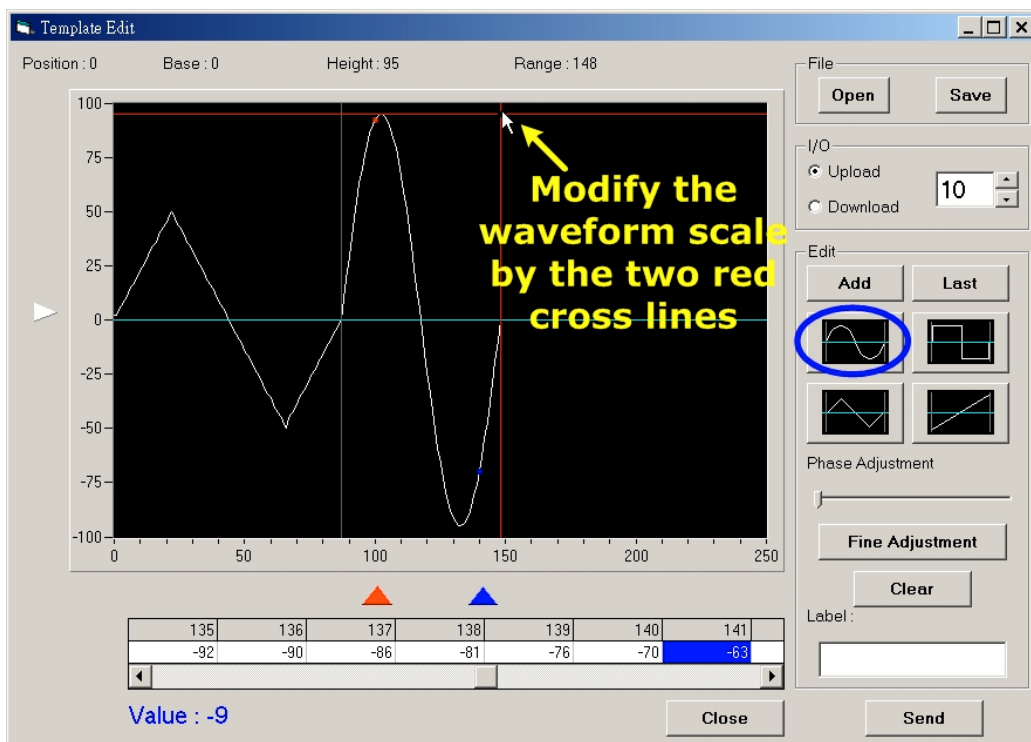 Template Edit
Position : 0 Base : 0 Height : 95 Range : 148
File
Open Save
I/O
Upload
Download
10
Edit
Add Last
Phase Adjustment
Fine Adjustment
Clear
Label :
100
75
50
25
0
-25
-50
-75
-100
0 50 100 150 200 250
Modify the
waveform scale
by the two red
cross lines
135 136 137 138 139 140 141
-92 -90 -86 -81 -76 -70 -63
Value : -9
Close Send